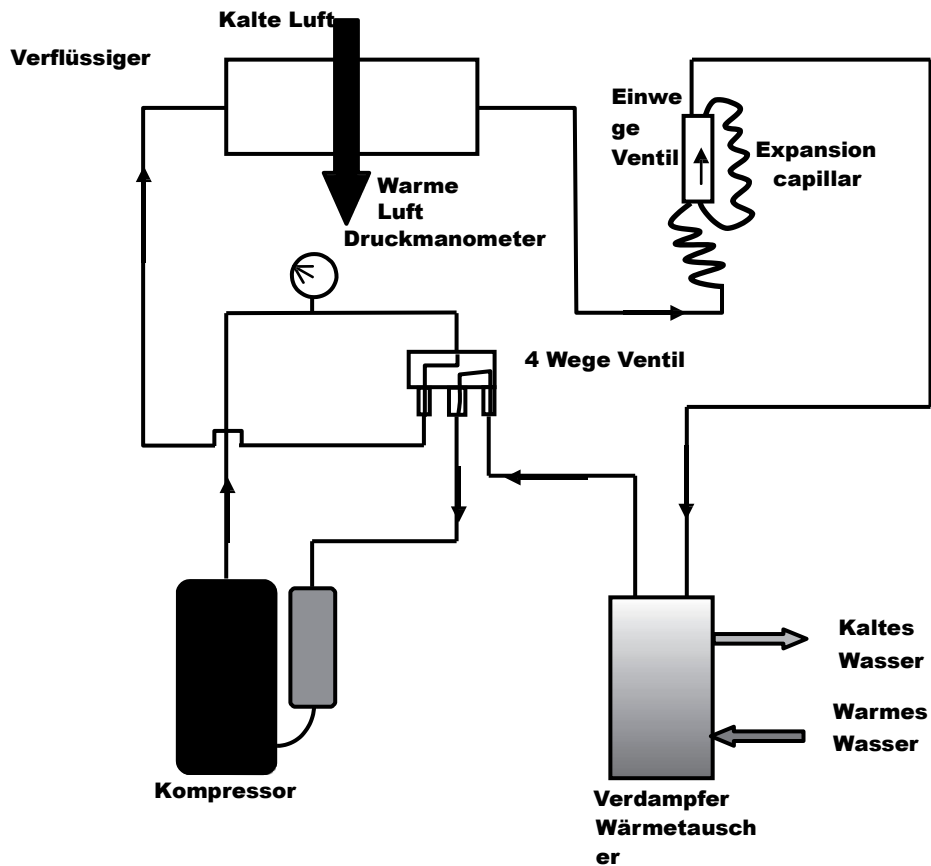 Kalte Luft
Verflüssiger
Einwe
ge
Ventil
Expansion
capillar
Warme
Luft
Druckmanometer
4 Wege Ventil
Kaltes
Wasser
Warmes
Wasser
Kompressor
Verdampfer
Wärmetausch
er